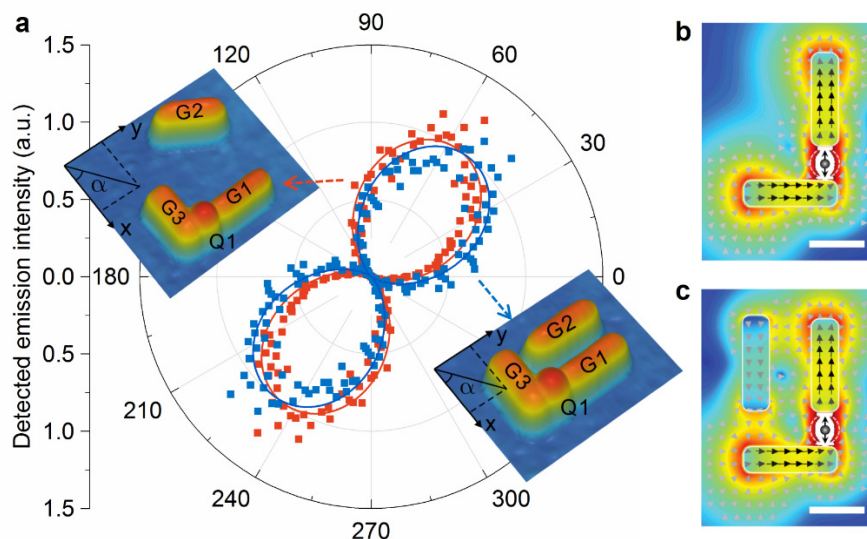 a
b
c
Detected emission intensity (a.u.)
1.5
1.0
0.5
0.0
0.5
1.0
1.5
90
60
30
0
300
270
240
210
180
120
G2
y
α
G1
G3
x
Q1
y
G2
G3
G1
α
x
Q1